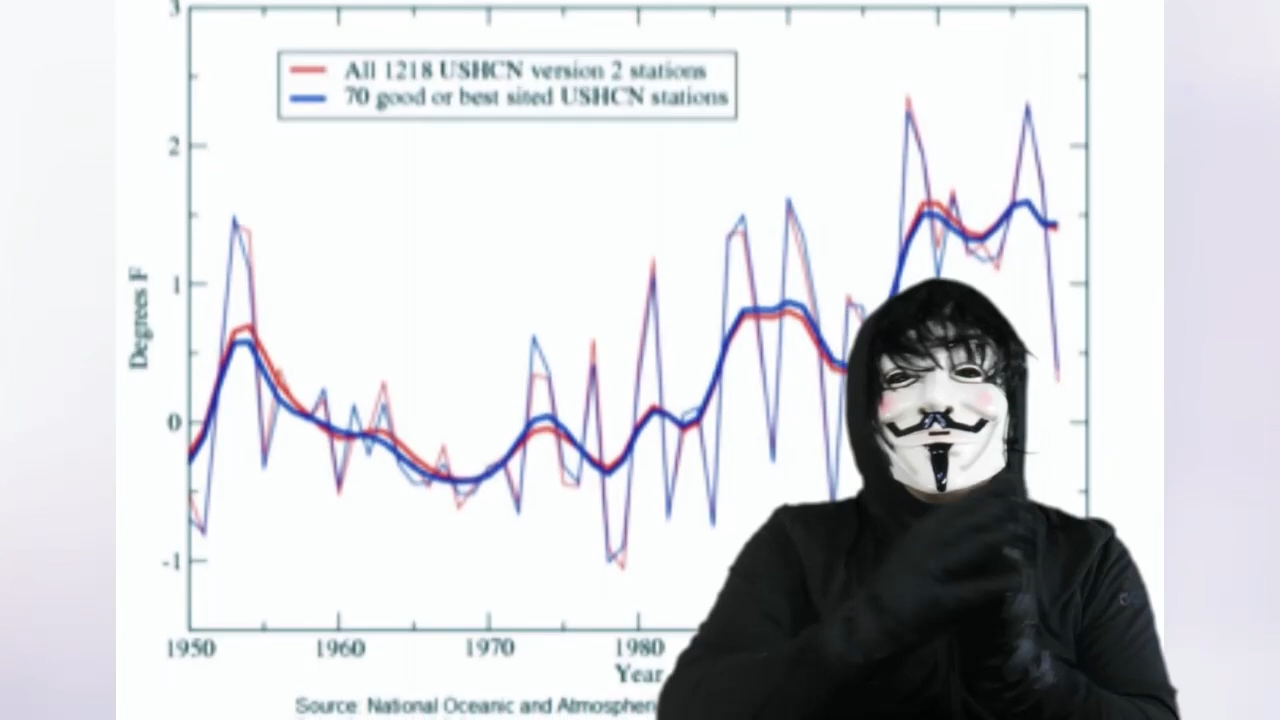 3
All 1218 USHCN version 2 stations
70 good or best sited USHCN stations
2
1
0
-1
Degrees F
1950 1960 1970 1980
Year
Source: National Oceanic and